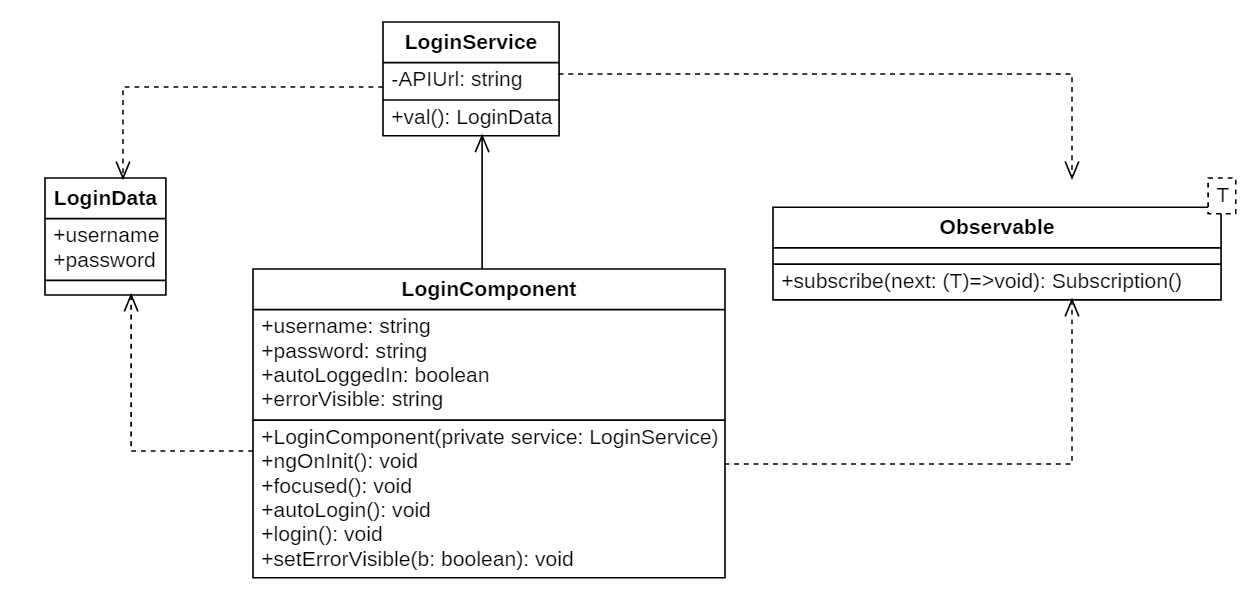 LoginService
-APIUrl: string
+val(): LoginData
LoginData
+username
+password
T
Observable
+subscribe(next: (T)=>void): Subscription()
LoginComponent
+username: string
+password: string
+autoLoggedIn: boolean
+errorVisible: string
+LoginComponent(private service: LoginService)
+ngOnInit(): void
+focused(): void
+autoLogin(): void
+login(): void
+setErrorVisible(b: boolean): void